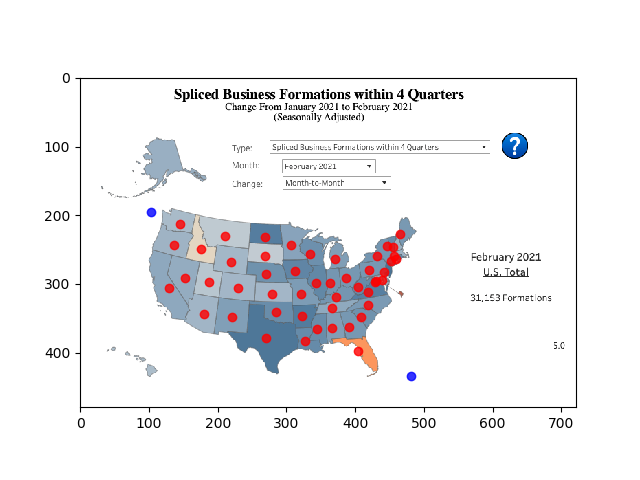 Spliced Business Formations within 4 Quarters
Change From January 2021 to February 2021
(Seasonally Adjusted)
Type: Spliced Business Formations within 4 Quarters
?
Month: February 2021
Change: Month-to-Month
February 2021
U.S. Total
31,153 Formations
5.0
0
100
200
300
400
0 100 200 300 400 500 600 700